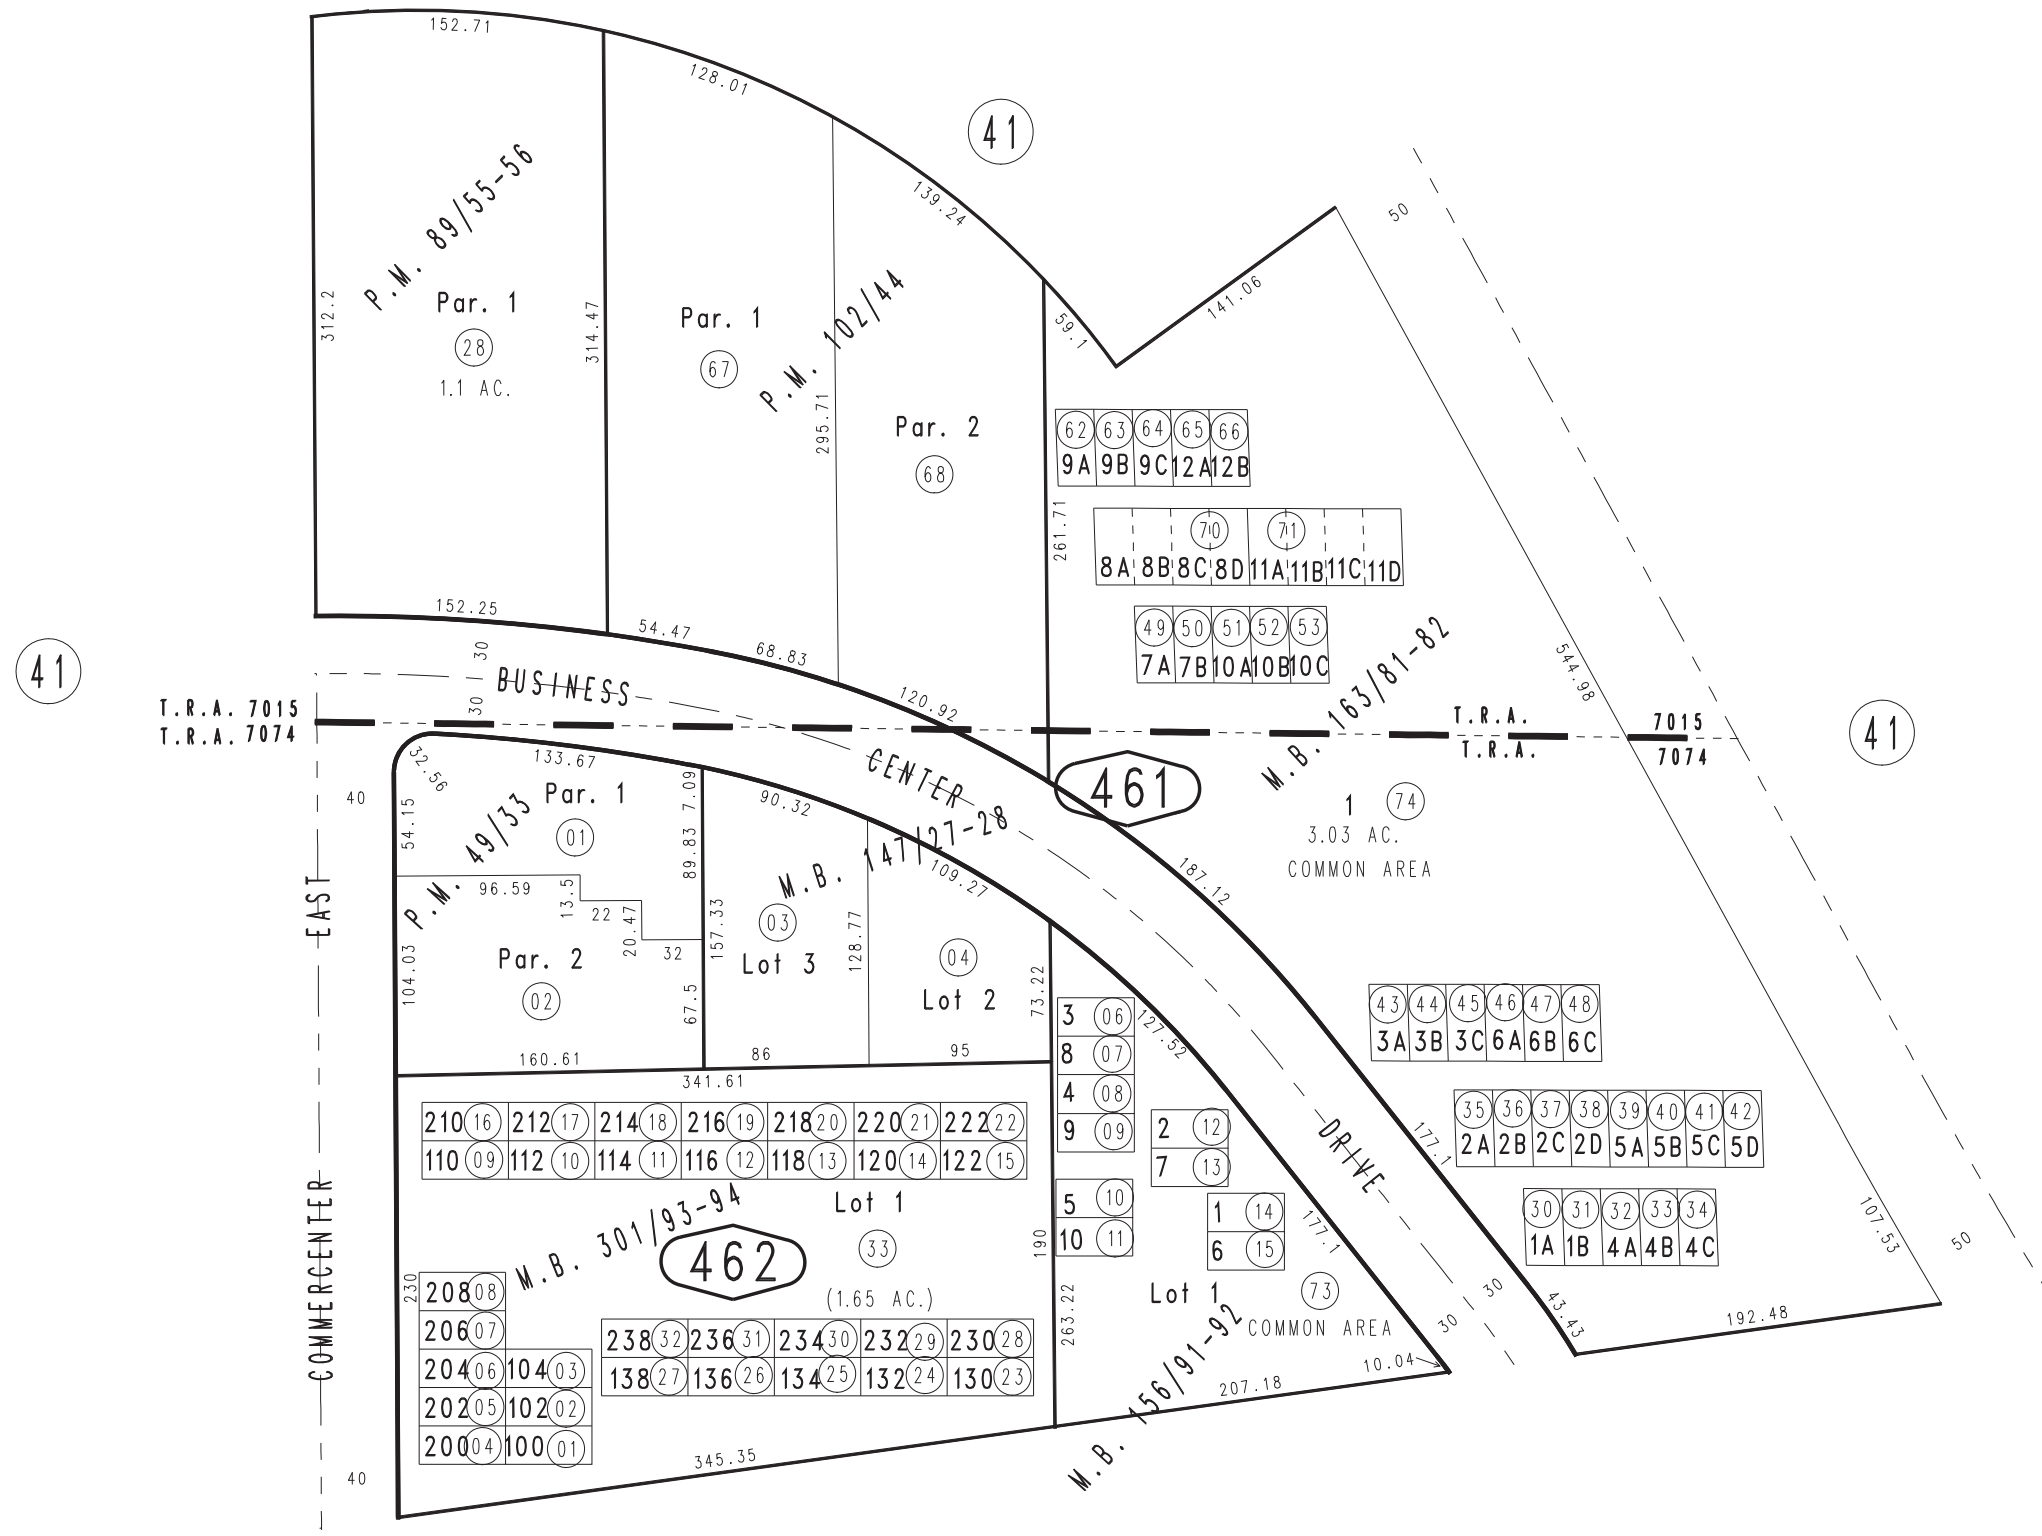 152.71
128.01
41
139.24
50
P.M. 89/55-56
Par. 1
28
1.1 AC.
312.2
314.47
Par. 1
67
P.M. 102/44
295.71
Par. 2
68
59.1
141.06
62 63 64 65 66
9A 9B 9C 12A 12B
261.71
70 71
8A 8B 8C 8D 11A 11B 11C 11D
49 50 51 52 53
7A 7B 10A 10B 10C
M.B. 163/81-82
544.98
152.25
54.47
68.83
120.92
41
30
30
BUSINESS
T.R.A. 7015
T.R.A. 7074
T.R.A. 7015
T.R.A. 7074
41
CENTER
461
1 74
3.03 AC.
COMMON AREA
40
32.56
133.67
54.15
Par. 1
01
P.M. 49/33
7.09
89.83
90.32
M.B. 147/27-28
109.27
187.12
EAST
96.59
13.5
22
20.47
32
104.03
Par. 2
02
67.5
157.33
03
Lot 3
128.77
04
Lot 2
73.22
160.61
86
95
341.61
127.52
3 06
8 07
4 08
9 09
2 12
7 13
5 10
10 11
1 14
6 15
43 44 45 46 47 48
3A 3B 3C 6A 6B 6C
35 36 37 38 39 40 41 42
2A 2B 2C 2D 5A 5B 5C 5D
30 31 32 33 34
1A 1B 4A 4B 4C
DRIVE
177.1
177.1
107.53
50
210 16 212 17 214 18 216 19 218 20 220 21 222 22
110 09 112 10 114 11 116 12 118 13 120 14 122 15
M.B. 301/93-94
Lot 1
33
462
(1.65 AC.)
190
263.22
230
COMMERCENTER
208 08
206 07
204 06 104 03
202 05 102 02
200 04 100 01
238 32 236 31 234 30 232 29 230 28
138 27 136 26 134 25 132 24 130 23
Lot 1
73
COMMON AREA
M.B. 156/91-92
30
30
43.43
192.48
10.04
207.18
345.35
40